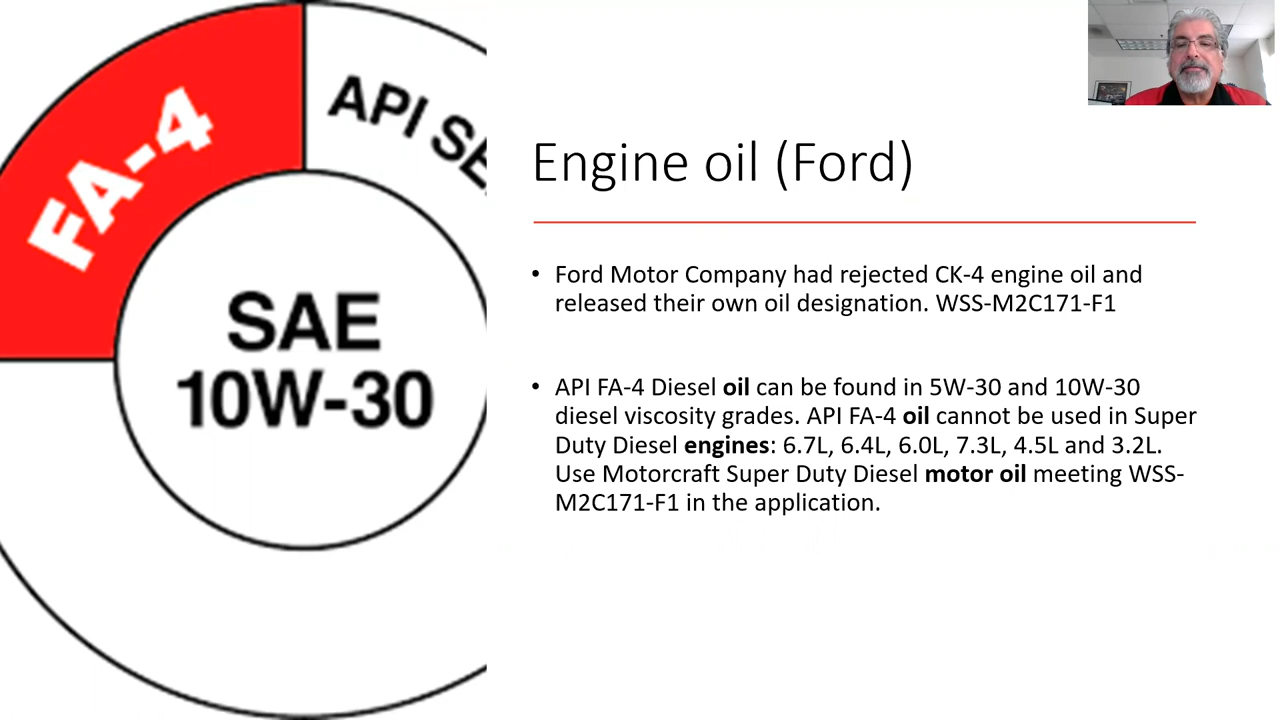 FA-4
API SE
SAE
10W-30
Engine oil (Ford)
• Ford Motor Company had rejected CK-4 engine oil and
released their own oil designation. WSS-M2C171-F1
• API FA-4 Diesel oil can be found in 5W-30 and 10W-30
diesel viscosity grades. API FA-4 oil cannot be used in Super
Duty Diesel engines: 6.7L, 6.4L, 6.0L, 7.3L, 4.5L and 3.2L.
Use Motorcraft Super Duty Diesel motor oil meeting WSS-
M2C171-F1 in the application.